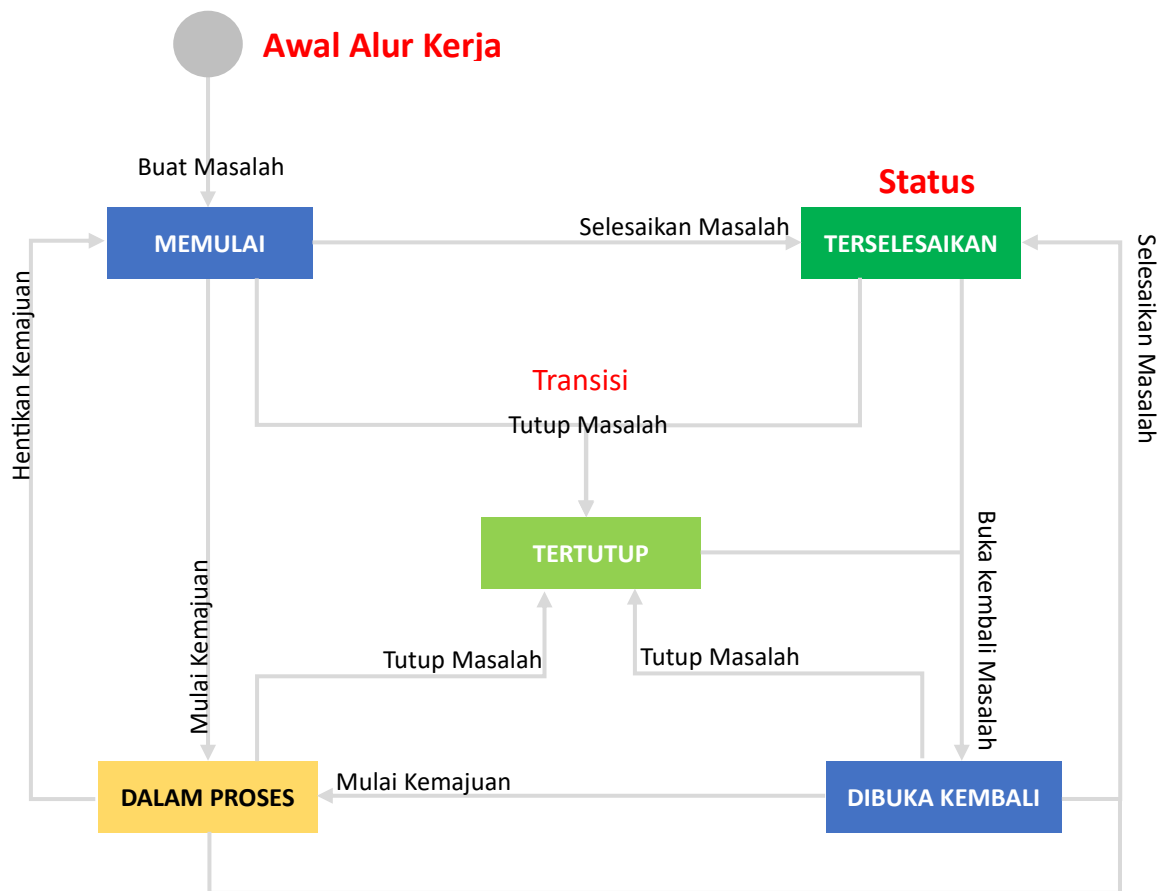 Awal Alur Kerja
Buat Masalah
Status
MEMULAI
Selesaikan Masalah
TERSELESAIKAN
Selesaikan Masalah
Hentikan Kemajuan
Transisi
Tutup Masalah
TERTUTUP
Buka kembali Masalah
Mulai Kemajuan
Tutup Masalah
Tutup Masalah
DALAM PROSES
Mulai Kemajuan
DIBUKA KEMBALI